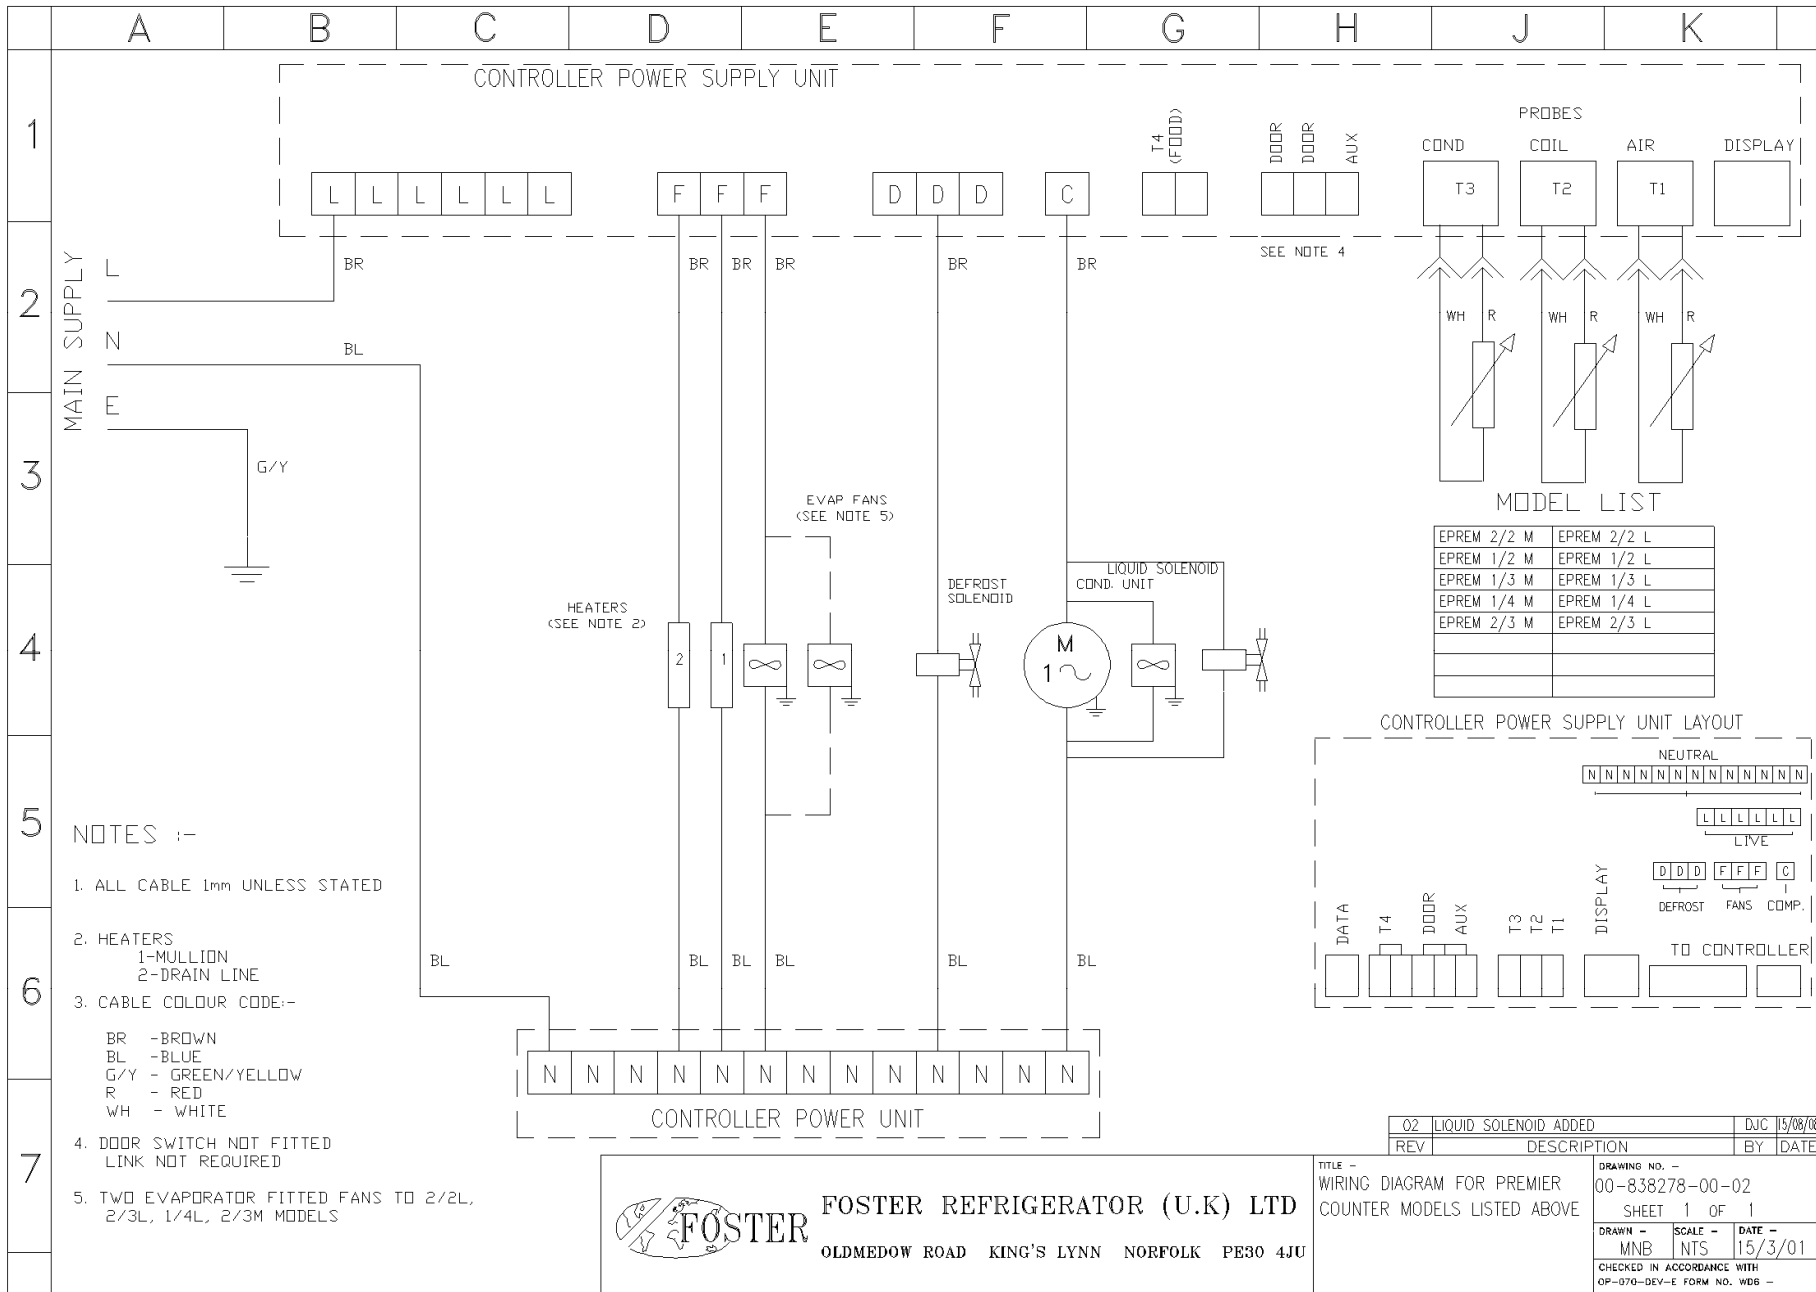 A B C D E F G H J K
1
2
3
4
5
6
7
CONTROLLER POWER SUPPLY UNIT
L L L L L L
F F F
D D D
C
T4
(FOOD)
DOOR
DOOR
AUX
SEE NOTE 4
PROBES
COND COIL AIR DISPLAY
T3 T2 T1
MAIN SUPPLY
L
N
E
BR
BL
G/Y
BR BR BR
BR
BR
WH R
WH R
WH R
EVAP FANS
(SEE NOTE 5)
HEATERS
(SEE NOTE 2)
2
1
DEFROST
SOLENOID
LIQUID SOLENOID
COND. UNIT
M
1
MODEL LIST
EPREM 2/2 M EPREM 2/2 L
EPREM 1/2 M EPREM 1/2 L
EPREM 1/3 M EPREM 1/3 L
EPREM 1/4 M EPREM 1/4 L
EPREM 2/3 M EPREM 2/3 L
CONTROLLER POWER SUPPLY UNIT LAYOUT
NEUTRAL
N N N N N N N N N N N N N
L L L L L L
LIVE
D D D F F F C
DEFROST FANS COMP.
DATA
T4
DOOR
AUX
T3
T2
T1
DISPLAY
TO CONTROLLER
BL
BL BL BL
BL
BL
N N N N N N N N N N N N N
CONTROLLER POWER UNIT
NOTES :-
1. ALL CABLE 1mm UNLESS STATED
2. HEATERS
1-MULLION
2-DRAIN LINE
3. CABLE COLOUR CODE:-
BR -BROWN
BL -BLUE
G/Y - GREEN/YELLOW
R - RED
WH - WHITE
4. DOOR SWITCH NOT FITTED
LINK NOT REQUIRED
5. TWO EVAPORATOR FITTED FANS TO 2/2L,
2/3L, 1/4L, 2/3M MODELS
02 LIQUID SOLENOID ADDED DJC 15/08/08
REV DESCRIPTION BY DATE
FOSTER
FOSTER REFRIGERATOR (U.K) LTD
OLDMEDOW ROAD KING'S LYNN NORFOLK PE30 4JU
TITLE -
WIRING DIAGRAM FOR PREMIER
COUNTER MODELS LISTED ABOVE
DRAWING NO. -
00-838278-00-02
SHEET 1 OF 1
DRAWN - SCALE - DATE -
MNB NTS 15/3/01
CHECKED IN ACCORDANCE WITH
OP-070-DEV-E FORM NO. WD6 -